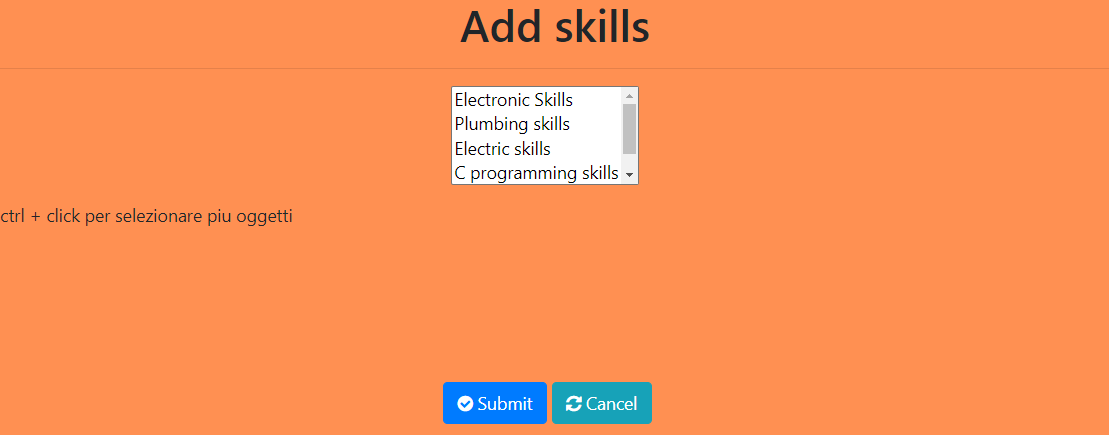 Add skills
Electronic Skills
Plumbing skills
Electric skills
C programming skills
ctrl + click per selezionare piu oggetti
Submit Cancel